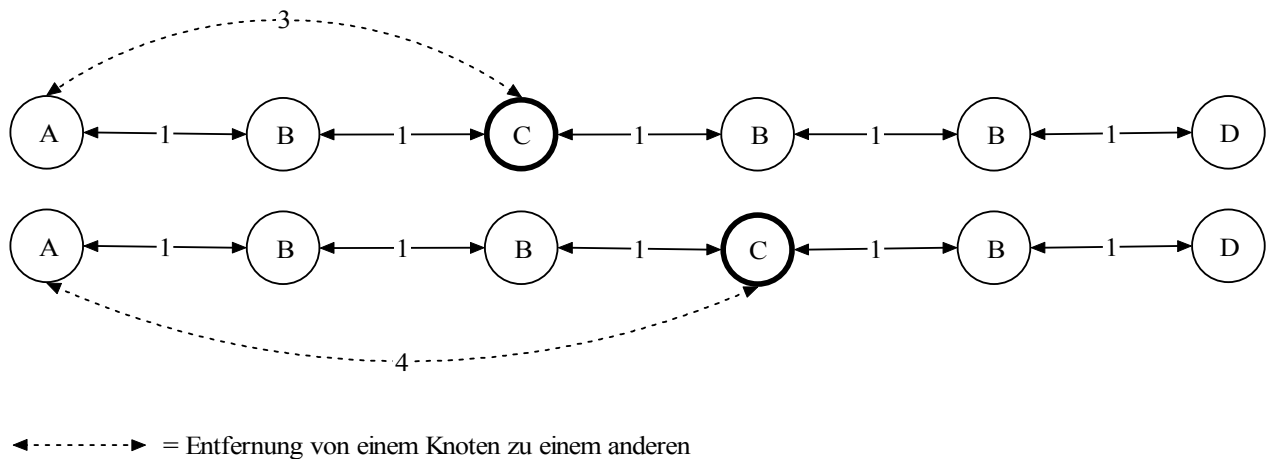 3
A 1 B 1 C 1 B 1 B 1 D
A 1 B 1 B 1 C 1 B 1 D
4
= Entfernung von einem Knoten zu einem anderen